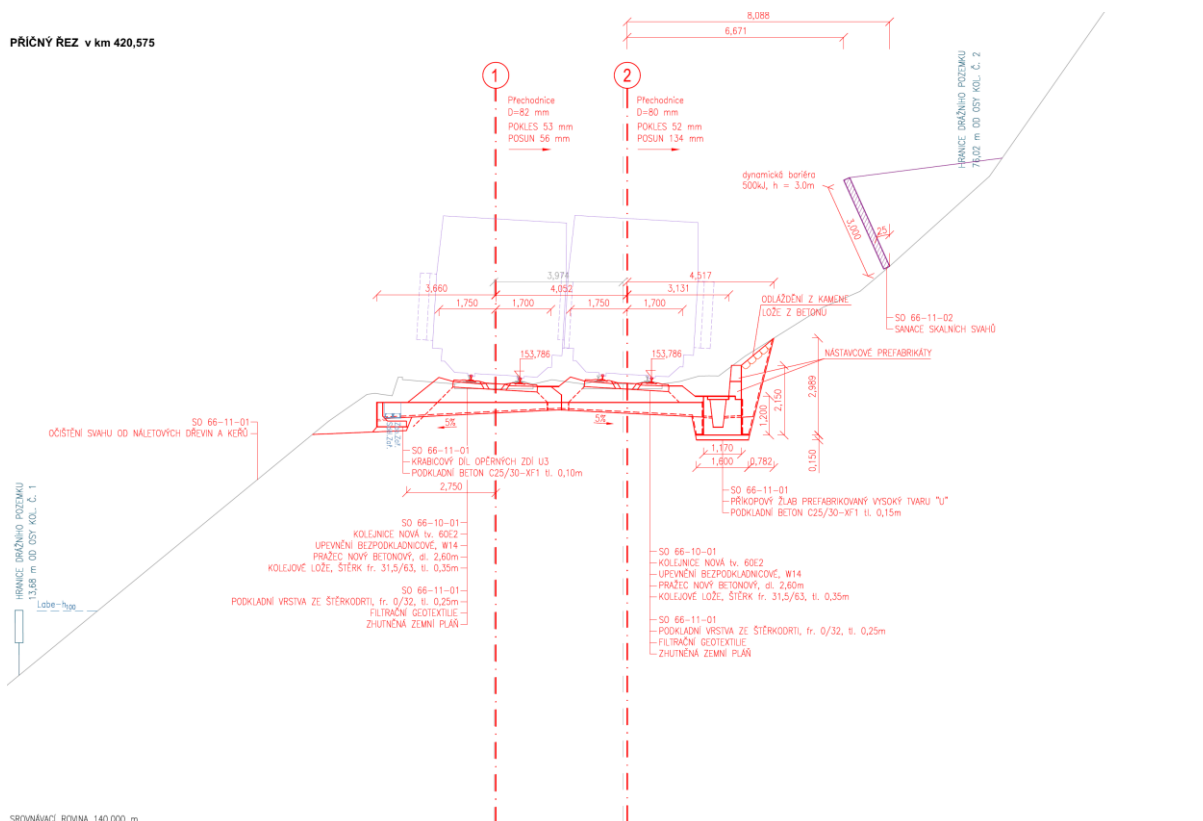 PŘÍČNÝ ŘEZ v km 420,575
8,088
6,671
1
2
Přechodnice
D=82 mm
POKLES 53 mm
POSUN 56 mm
Přechodnice
D=80 mm
POKLES 52 mm
POSUN 134 mm
HRANICE DRÁŽNÍHO POZEMKU
m OD OSY KOL. Č. 2
dynamická bariéra
500kJ, h = 3.0m
3,000
25
3,974
4,517
3,660
4,052
3,131
1,750
1,700
1,750
1,700
ODLÁŽDĚNÍ Z KAMENE
LOŽE Z BETONU
SO 66-11-02
SANACE SKALNÍCH SVAHŮ
153,786
153,786
NÁSTAVCOVÉ PREFABRIKÁTY
2,989
2,150
1,200
0,150
5%
5%
SO 66-11-01
OČIŠTĚNÍ SVAHU OD NÁLETOVÝCH DŘEVIN A KEŘŮ
SO 66-11-01
KRABICOVÝ DÍL OPĚRNÝCH ZDÍ U3
PODKLADNÍ BETON C25/30-XF1 tl. 0,10m
2,750
1,170
1,600
0,782
SO 66-11-01
PŘÍKOPOVÝ ŽLAB PREFABRIKOVANÝ VYSOKÝ TVARU "U"
PODKLADNÍ BETON C25/30-XF1 tl. 0,15m
HRANICE DRÁŽNÍHO POZEMKU
13,68 m OD OSY KOL. Č. 1
SO 66-10-01
KOLEJNICE NOVÁ tv. 60E2
UPEVNĚNÍ BEZPODKLADNICOVÉ, W14
PRAŽEC NOVÝ BETONOVÝ, dl. 2,60m
KOLEJOVÉ LOŽE, ŠTĚRK fr. 31,5/63, tl. 0,35m
SO 66-11-01
PODKLADNÍ VRSTVA ZE ŠTĚRKODRTI, fr. 0/32, tl. 0,25m
FILTRAČNÍ GEOTEXTILIE
ZHUTNĚNÁ ZEMNÍ PLÁŇ
SO 66-10-01
KOLEJNICE NOVÁ tv. 60E2
UPEVNĚNÍ BEZPODKLADNICOVÉ, W14
PRAŽEC NOVÝ BETONOVÝ, dl. 2,60m
KOLEJOVÉ LOŽE, ŠTĚRK fr. 31,5/63, tl. 0,35m
SO 66-11-01
PODKLADNÍ VRSTVA ZE ŠTĚRKODRTI, fr. 0/32, tl. 0,25m
FILTRAČNÍ GEOTEXTILIE
ZHUTNĚNÁ ZEMNÍ PLÁŇ
Labe-h100
SROVNÁVACÍ ROVINA 140,000 m